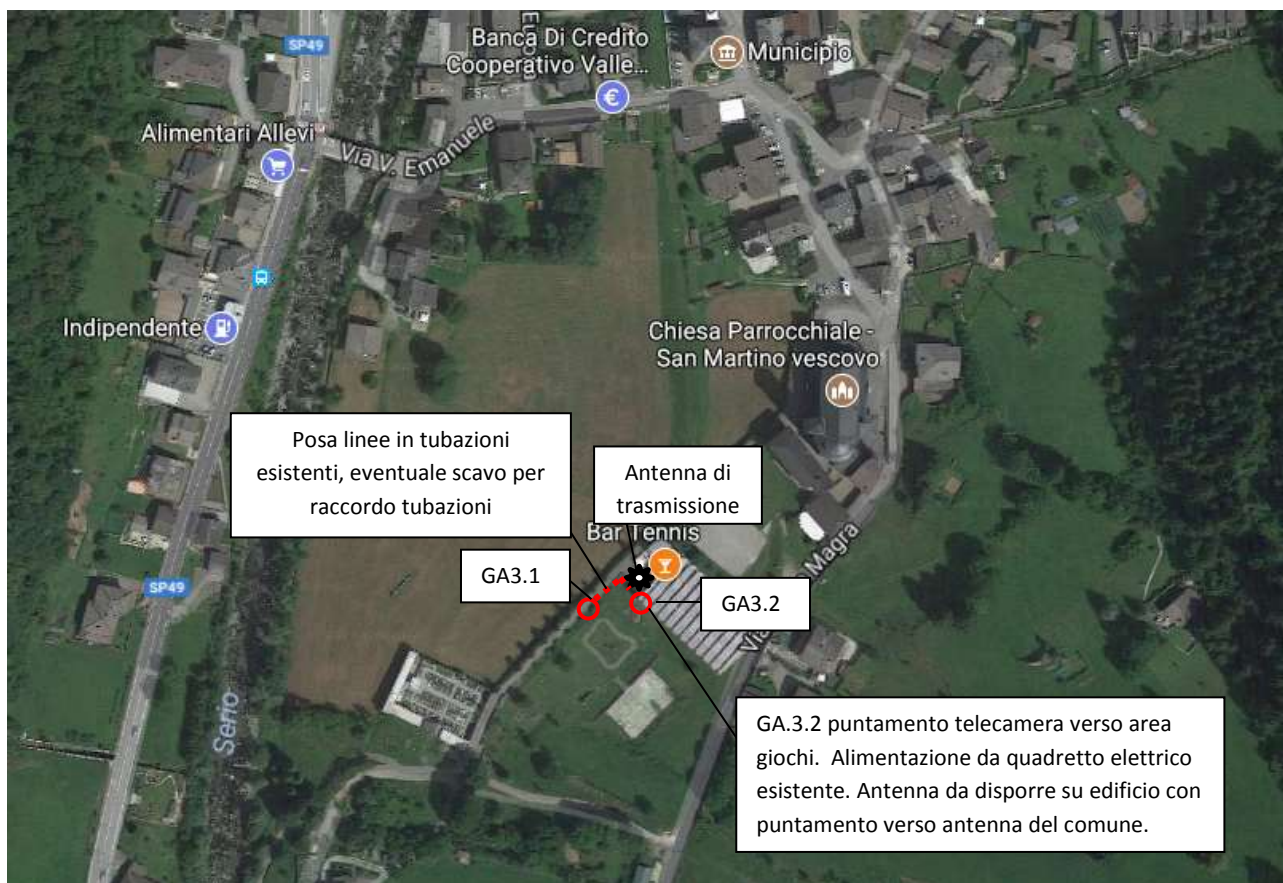 SP49
Banca Di Credito
Cooperativo Valle...
Municipio
Alimentari Allevi
Via V. Emanuele
Indipendente
Chiesa Parrocchiale -
San Martino vescovo
Posa linee in tubazioni
esistenti, eventuale scavo per
raccordo tubazioni
Antenna di
trasmissione
Bar Tennis
GA3.1
GA3.2
SP49
Via
Magra
Serio
GA.3.2 puntamento telecamera verso area
giochi. Alimentazione da quadretto elettrico
esistente. Antenna da disporre su edificio con
puntamento verso antenna del comune.